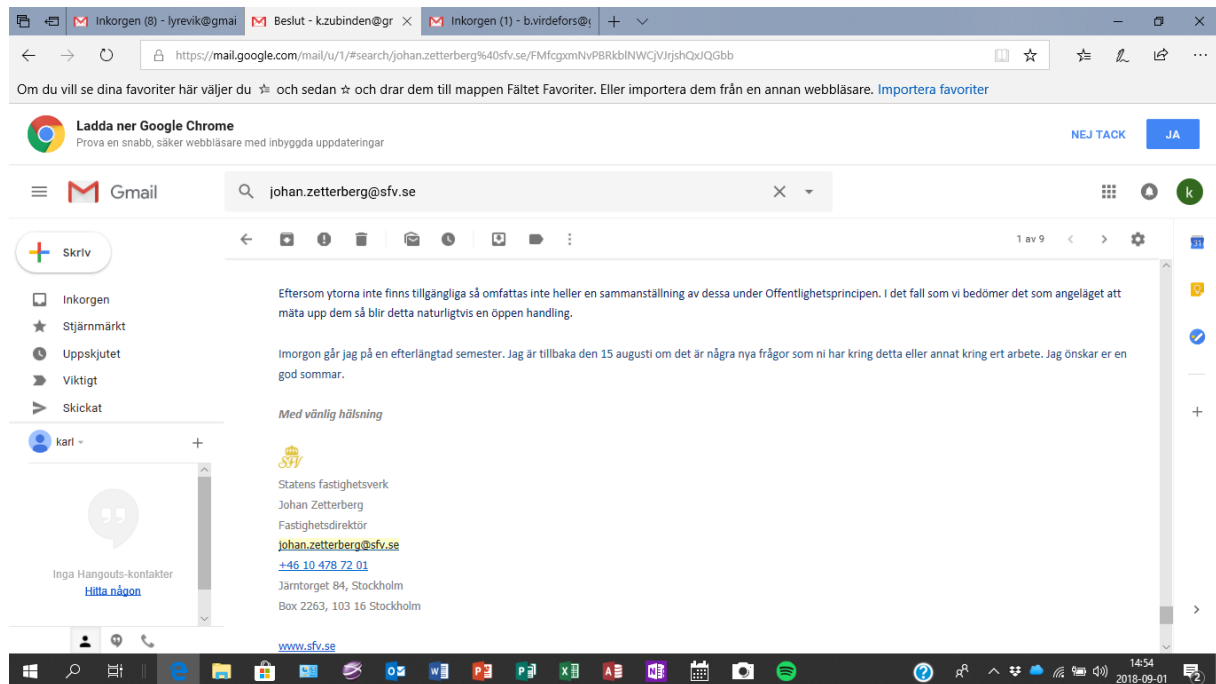 Inkorgen (8) - lyrevik@gmai
Beslut - k.zubinden@gr
Inkorgen (1) - b.virdefors@g
https://mail.google.com/mail/u/1/#search/johan.zetterberg%40sfv.se/FMfcgxmNvPBRkblNWCjVJrjshQxJQGbb
Om du vill se dina favoriter här väljer du och sedan och drar dem till mappen Fältet Favoriter. Eller importera dem från en annan webbläsare. Importera favoriter
Ladda ner Google Chrome
Prova en snabb, säker webbläsare med inbyggda uppdateringar
NEJ TACK
JA
Gmail
johan.zetterberg@sfv.se
k
Skriv
1 av 9
31
Inkorgen
Stjärnmärkt
Uppskjutet
Viktigt
Skickat
karl
Inga Hangouts-kontakter
Hitta någon
Eftersom ytorna inte finns tillgängliga så omfattas inte heller en sammanställning av dessa under Offentlighetsprincipen. I det fall som vi bedömer det som angeläget att
mäta upp dem så blir detta naturligtvis en öppen handling.
Imorgon går jag på en efterlängtad semester. Jag är tillbaka den 15 augusti om det är några nya frågor som ni har kring detta eller annat kring ert arbete. Jag önskar er en
god sommar.
Med vänlig hälsning
SFV
Statens fastighetsverk
Johan Zetterberg
Fastighetsdirektör
johan.zetterberg@sfv.se
+46 10 478 72 01
Järntorget 84, Stockholm
Box 2263, 103 16 Stockholm
www.sfv.se
14:54
2018-09-01
2